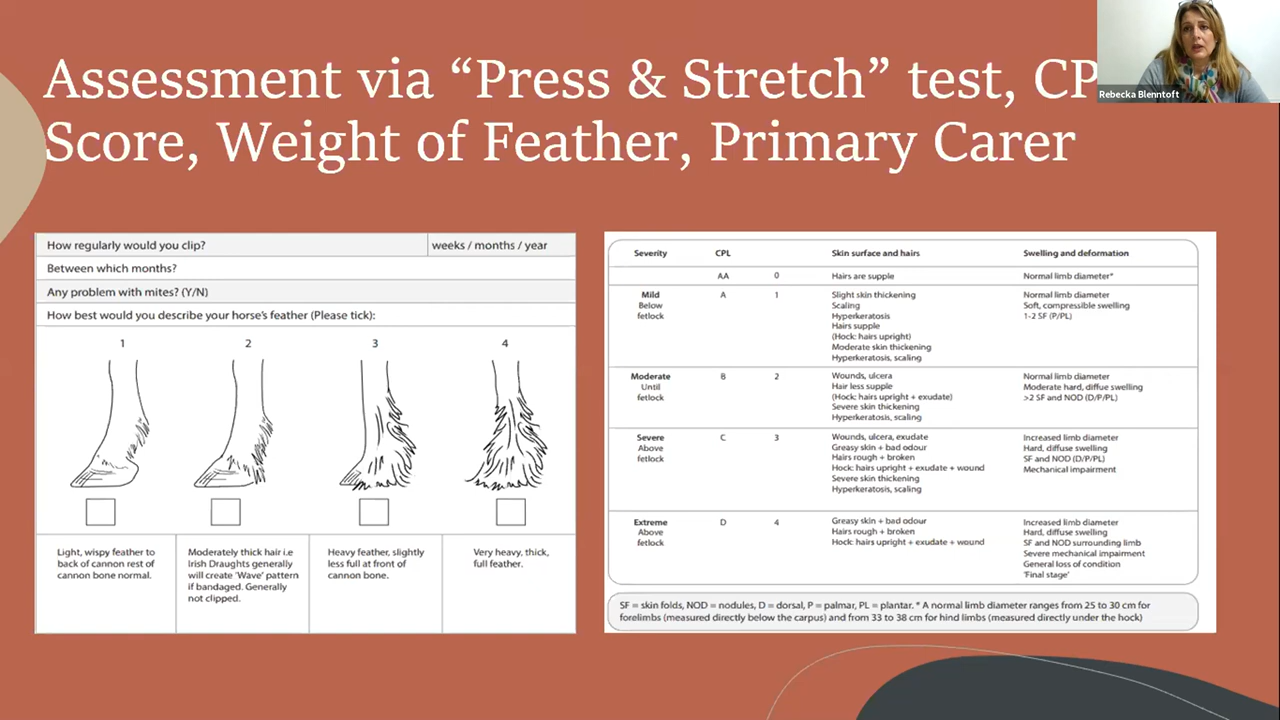 Assessment via “Press & Stretch” test, CP
Score, Weight of Feather, Primary Carer
Rebecka Blenntoft
How regularly would you clip? weeks / months / year
Between which months?
Any problem with mites? (Y/N)
How best would you describe your horse's feather (Please tick):
1 2 3 4
Light, wispy feather to
back of cannon rest of
cannon bone normal.
Moderately thick hair i.e
Irish Draughts generally
will create ‘Wave’ pattern
if bandaged. Generally
not clipped.
Heavy feather, slightly
less full at front of
cannon bone.
Very heavy, thick,
full feather.
Severity CPL Skin surface and hairs Swelling and deformation
AA 0 Hairs are supple Normal limb diameter*
Mild A 1 Slight skin thickening Normal limb diameter
Below Scaling Soft, compressible swelling
fetlock Hyperkeratosis 1-2 SF (P/PL)
Hairs supple
(Hock: hairs upright)
Moderate skin thickening
Hyperkeratosis, scaling
Moderate B 2 Wounds, ulcera Normal limb diameter
Until Hair less supple Moderate hard, diffuse swelling
fetlock (Hock: hairs upright + exudate) >2 SF and NOD (D/P/PL)
Severe skin thickening
Hyperkeratosis, scaling
Severe C 3 Wounds, ulcera, exudate Increased limb diameter
Above Greasy skin + bad odour Hard, diffuse swelling
fetlock Hairs rough + broken SF and NOD (D/P/PL)
Hock: hairs upright + exudate + wound Mechanical impairment
Severe skin thickening
Hyperkeratosis, scaling
Extreme D 4 Greasy skin + bad odour Increased limb diameter
Above Hairs rough + broken Hard, diffuse swelling
fetlock Hock: hairs upright + exudate + wound SF and NOD surrounding limb
Severe mechanical impairment
General loss of condition
‘Final stage’
SF = skin folds, NOD = nodules, D = dorsal, P = palmar, PL = plantar. * A normal limb diameter ranges from 25 to 30 cm for
forelimbs (measured directly below the carpus) and from 33 to 38 cm for hind limbs (measured directly under the hock)